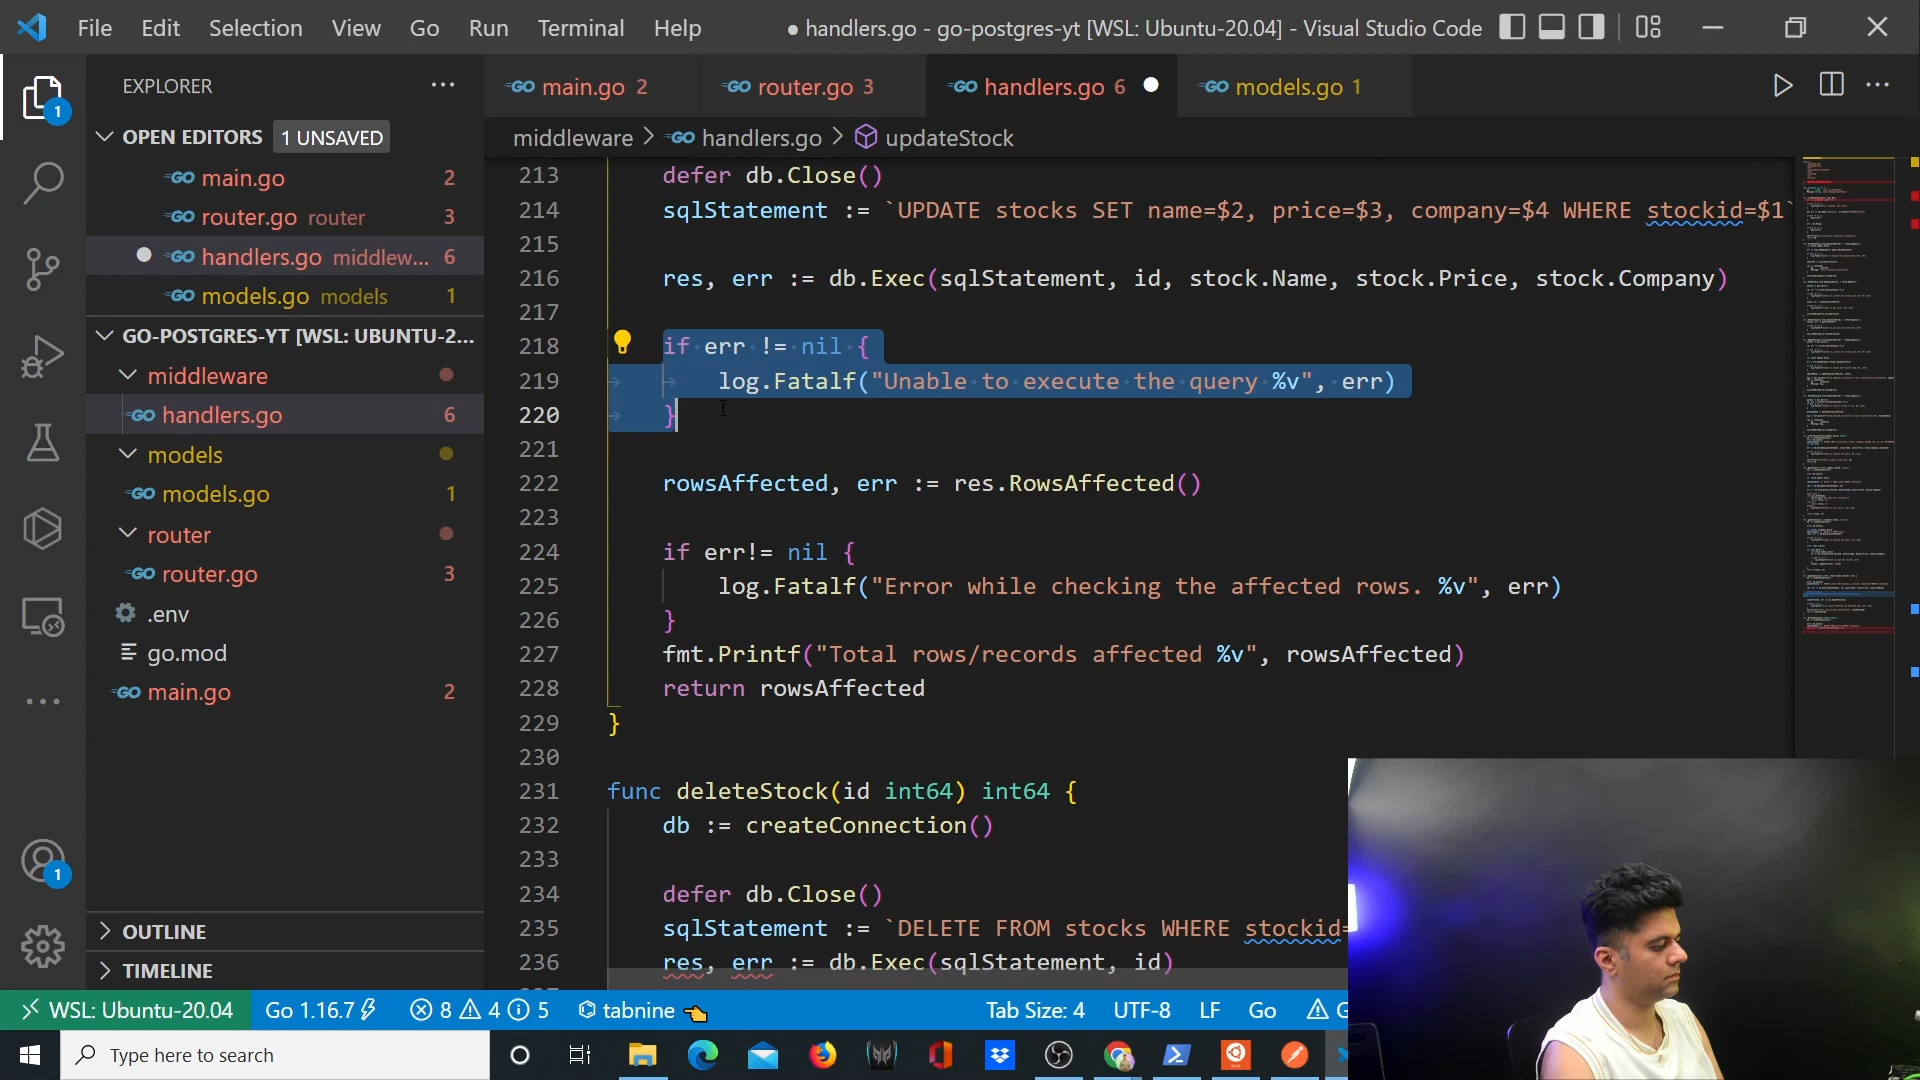 File Edit Selection View Go Run Terminal Help
● handlers.go - go-postgres-yt [WSL: Ubuntu-20.04] - Visual Studio Code
EXPLORER
main.go 2
router.go 3
handlers.go 6
models.go 1
OPEN EDITORS 1 UNSAVED
middleware > handlers.go > updateStock
main.go 2
router.go router 3
handlers.go middlew... 6
models.go models 1
GO-POSTGRES-YT [WSL: UBUNTU-2...
middleware
handlers.go 6
models
models.go 1
router
router.go 3
.env
go.mod
main.go 2
OUTLINE
TIMELINE
213 defer db.Close()
214 sqlStatement := `UPDATE stocks SET name=$2, price=$3, company=$4 WHERE stockid=$1`
215
216 res, err := db.Exec(sqlStatement, id, stock.Name, stock.Price, stock.Company)
217
218 if err != nil {
219 log.Fatalf("Unable to execute the query %v", err)
220 }
221
222 rowsAffected, err := res.RowsAffected()
223
224 if err!= nil {
225 log.Fatalf("Error while checking the affected rows. %v", err)
226 }
227 fmt.Printf("Total rows/records affected %v", rowsAffected)
228 return rowsAffected
229 }
230
231 func deleteStock(id int64) int64 {
232 db := createConnection()
233
234 defer db.Close()
235 sqlStatement := `DELETE FROM stocks WHERE stockid=
236 res, err := db.Exec(sqlStatement, id)
1
1
WSL: Ubuntu-20.04 Go 1.16.7 8 4 5 tabnine Tab Size: 4 UTF-8 LF Go
Type here to search